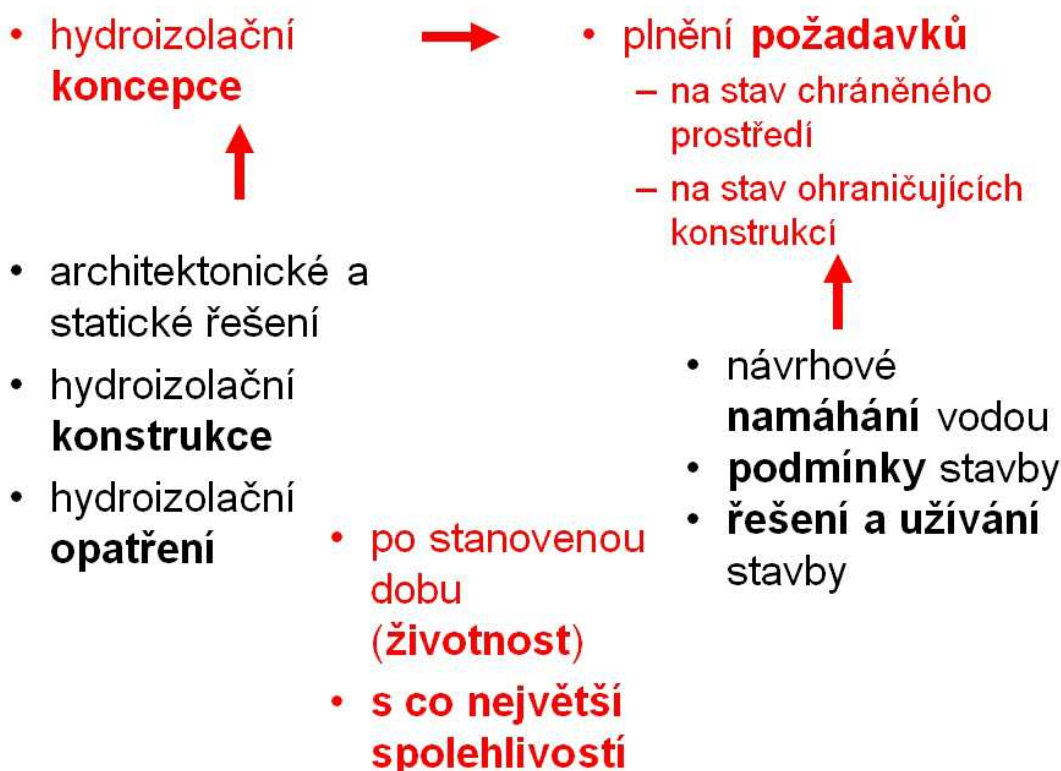 • hydroizolační
koncepce
• plnění požadavků
– na stav chráněného
prostředí
– na stav ohraničujících
konstrukcí
• architektonické a
statické řešení
• hydroizolační
konstrukce
• hydroizolační
opatření
• návrhové
namáhání vodou
• podmínky stavby
• řešení a užívání
stavby
• po stanovenou
dobu
(životnost)
• s co největší
spolehlivostí